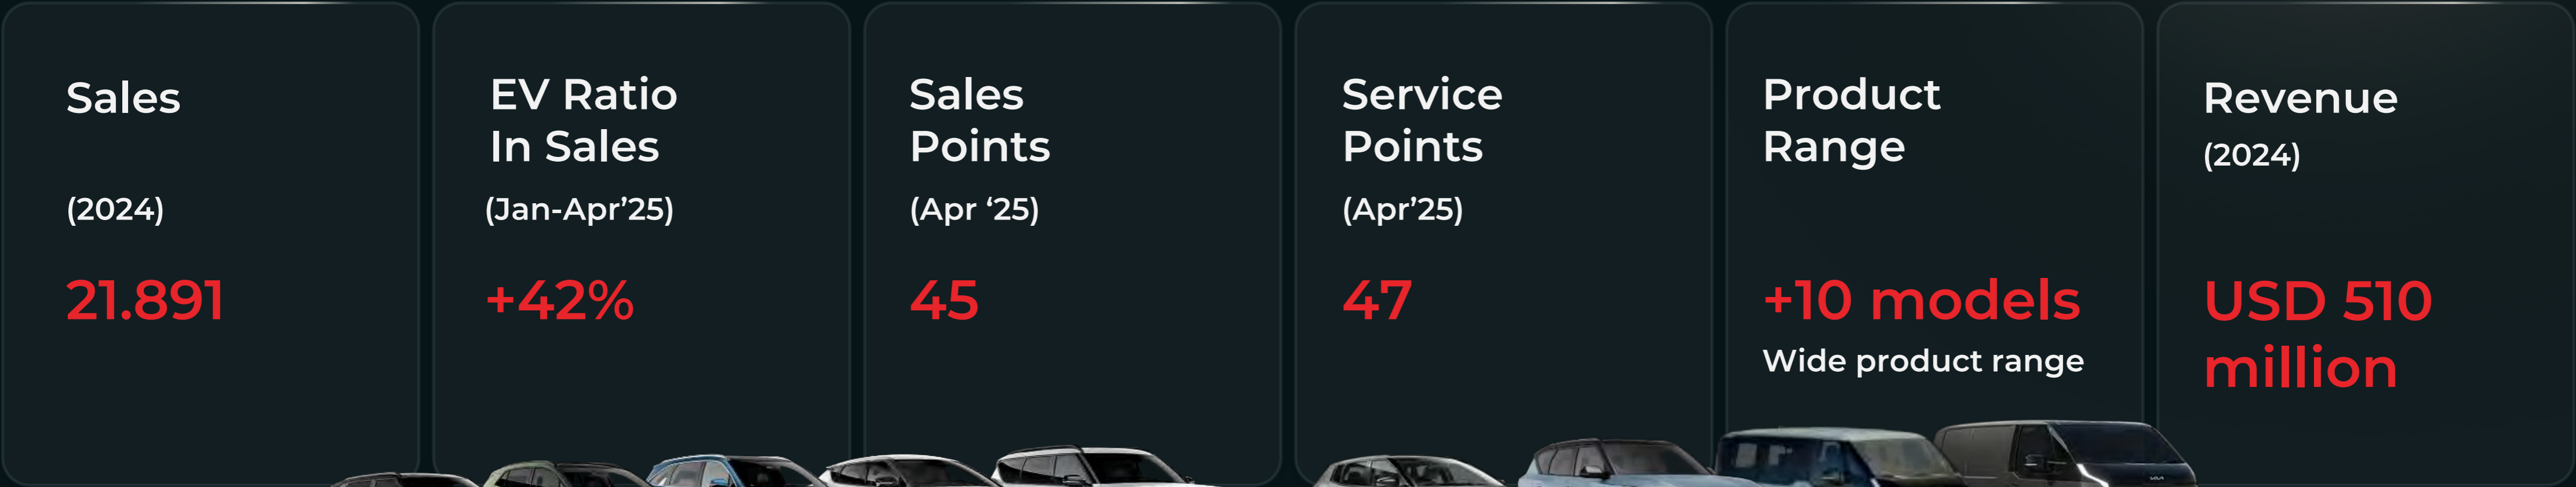 Sales
(2024)
21.891
EV Ratio
In Sales
(Jan-Apr’25)
+42%
Sales
Points
(Apr ‘25)
45
Service
Points
(Apr’25)
47
Product
Range
+10 models
Wide product range
Revenue
(2024)
USD 510
million